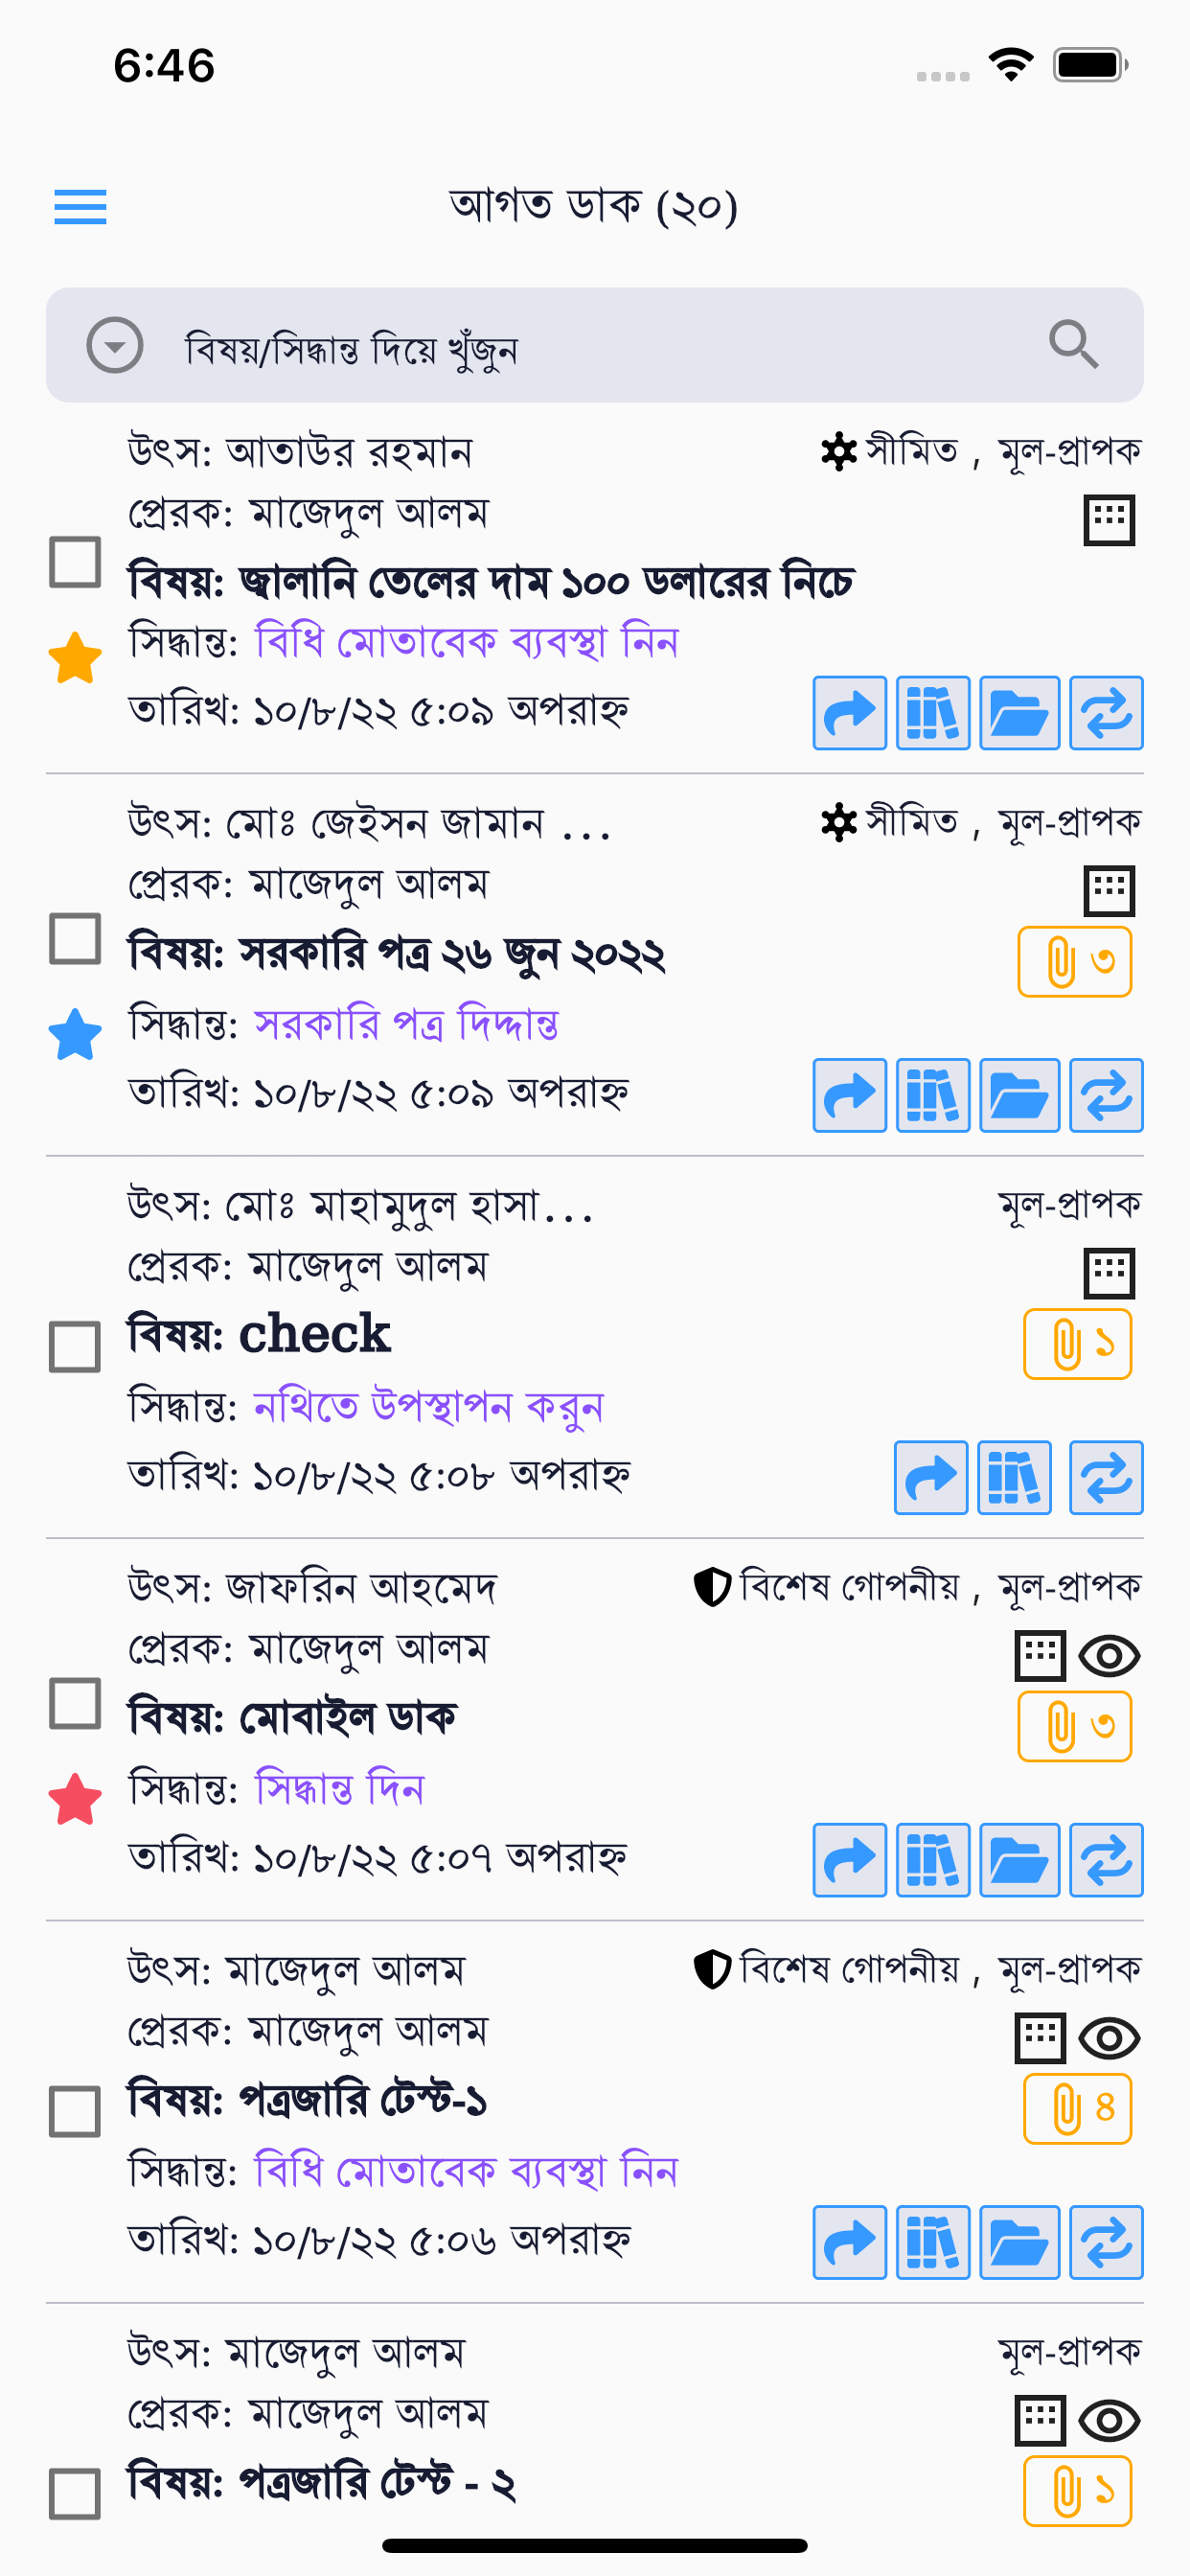 6:46
আগত ডাক (২০)
বিষয়/সিদ্ধান্ত দিয়ে খুঁজুন
উৎস: আতাউর রহমান
সীমিত , মূল-প্রাপক
প্রেরক: মাজেদুল আলম
বিষয়: জ্বালানি তেলের দাম ১০০ ডলারের নিচে
সিদ্ধান্ত: বিধি মোতাবেক ব্যবস্থা নিন
তারিখ: ১০/৮/২২ ৫:০৯ অপরাহ্ন
উৎস: মোঃ জেইসন জামান ...
সীমিত , মূল-প্রাপক
প্রেরক: মাজেদুল আলম
বিষয়: সরকারি পত্র ২৬ জুন ২০২২
৩
সিদ্ধান্ত: সরকারি পত্র দিদ্দান্ত
তারিখ: ১০/৮/২২ ৫:০৯ অপরাহ্ন
উৎস: মোঃ মাহামুদুল হাসা...
মূল-প্রাপক
প্রেরক: মাজেদুল আলম
বিষয়: check
১
সিদ্ধান্ত: নথিতে উপস্থাপন করুন
তারিখ: ১০/৮/২২ ৫:০৮ অপরাহ্ন
উৎস: জাফরিন আহমেদ
বিশেষ গোপনীয় , মূল-প্রাপক
প্রেরক: মাজেদুল আলম
বিষয়: মোবাইল ডাক
৩
সিদ্ধান্ত: সিদ্ধান্ত দিন
তারিখ: ১০/৮/২২ ৫:০৭ অপরাহ্ন
উৎস: মাজেদুল আলম
বিশেষ গোপনীয় , মূল-প্রাপক
প্রেরক: মাজেদুল আলম
বিষয়: পত্রজারি টেস্ট-১
৪
সিদ্ধান্ত: বিধি মোতাবেক ব্যবস্থা নিন
তারিখ: ১০/৮/২২ ৫:০৬ অপরাহ্ন
উৎস: মাজেদুল আলম
মূল-প্রাপক
প্রেরক: মাজেদুল আলম
বিষয়: পত্রজারি টেস্ট - ২
১